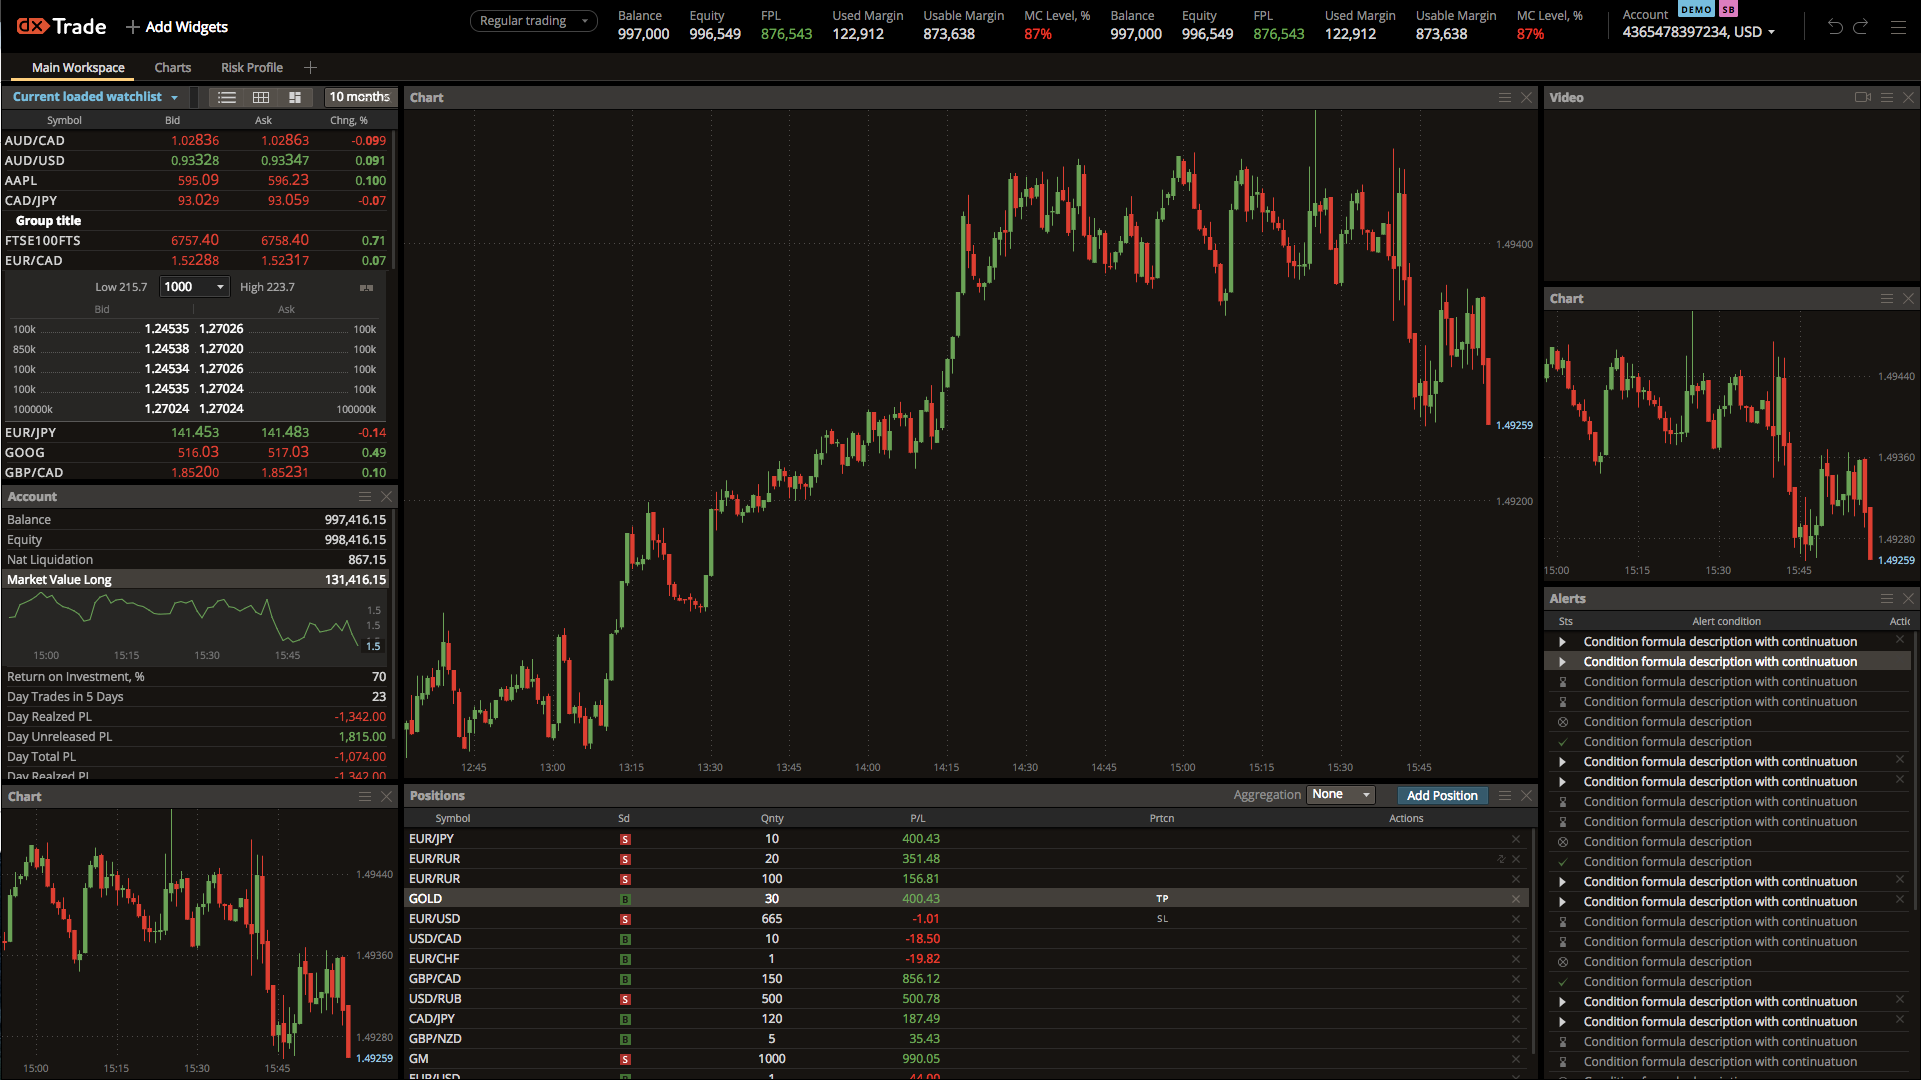 dx Trade + Add Widgets Regular trading Balance Equity FPL Used Margin Usable Margin MC Level, % Balance Equity FPL Used Margin Usable Margin MC Level, % Account DEMO SB
997,000 996,549 876,543 122,912 873,638 87% 997,000 996,549 876,543 122,912 873,638 87% 4365478397234, USD
Main Workspace Charts Risk Profile
Current loaded watchlist 10 months
Symbol Bid Ask Chng, %
AUD/CAD 1.02836 1.02863 -0.099
AUD/USD 0.93328 0.93347 0.091
AAPL 595.09 596.23 0.100
CAD/JPY 93.029 93.059 -0.07
Group title
FTSE100FTS 6757.40 6758.40 0.71
EUR/CAD 1.52288 1.52317 0.07
Low 215.7 1000 High 223.7
Bid Ask
100k 1.24535 1.27026 100k
850k 1.24538 1.27020 100k
100k 1.24534 1.27026 100k
100k 1.24535 1.27024 100k
100000k 1.27024 1.27024 100000k
EUR/JPY 141.453 141.483 -0.14
GOOG 516.03 517.03 0.49
GBP/CAD 1.85200 1.85231 0.10
Account
Balance 997,416.15
Equity 998,416.15
Nat Liquidation 867.15
Market Value Long 131,416.15
1.5
1.5
1.5
15:00 15:15 15:30 15:45
Return on Investment, % 70
Day Trades in 5 Days 23
Day Realzed PL -1,342.00
Day Unreleased PL 1,815.00
Day Total PL -1,074.00
Day Realzed PL -1,342.00
Chart
1.49440
1.49360
1.49280
1.49259
15:00 15:15 15:30 15:45
Chart
1.49400
1.49259
1.49200
12:45 13:00 13:15 13:30 13:45 14:00 14:15 14:30 14:45 15:00 15:15 15:30 15:45
Positions Aggregation None Add Position
Symbol Sd Qnty P/L Prtcn Actions
EUR/JPY S 10 400.43
EUR/RUR S 20 351.48
EUR/RUR S 100 156.81
GOLD B 30 400.43 TP
EUR/USD S 665 -1.01 SL
USD/CAD B 10 -18.50
EUR/CHF B 1 -19.82
GBP/CAD B 150 856.12
USD/RUB S 500 500.78
CAD/JPY B 120 187.49
GBP/NZD B 5 35.43
GM S 1000 990.05
EUR/USD B 1 -44.00
Video
Chart
1.49440
1.49360
1.49280
1.49259
15:00 15:15 15:30 15:45
Alerts
Sts Alert condition Actic
Condition formula description with continuatuon
Condition formula description with continuatuon
Condition formula description with continuatuon
Condition formula description with continuatuon
Condition formula description
Condition formula description
Condition formula description with continuatuon
Condition formula description with continuatuon
Condition formula description with continuatuon
Condition formula description with continuatuon
Condition formula description
Condition formula description
Condition formula description with continuatuon
Condition formula description with continuatuon
Condition formula description with continuatuon
Condition formula description with continuatuon
Condition formula description
Condition formula description
Condition formula description with continuatuon
Condition formula description with continuatuon
Condition formula description with continuatuon
Condition formula description with continuatuon